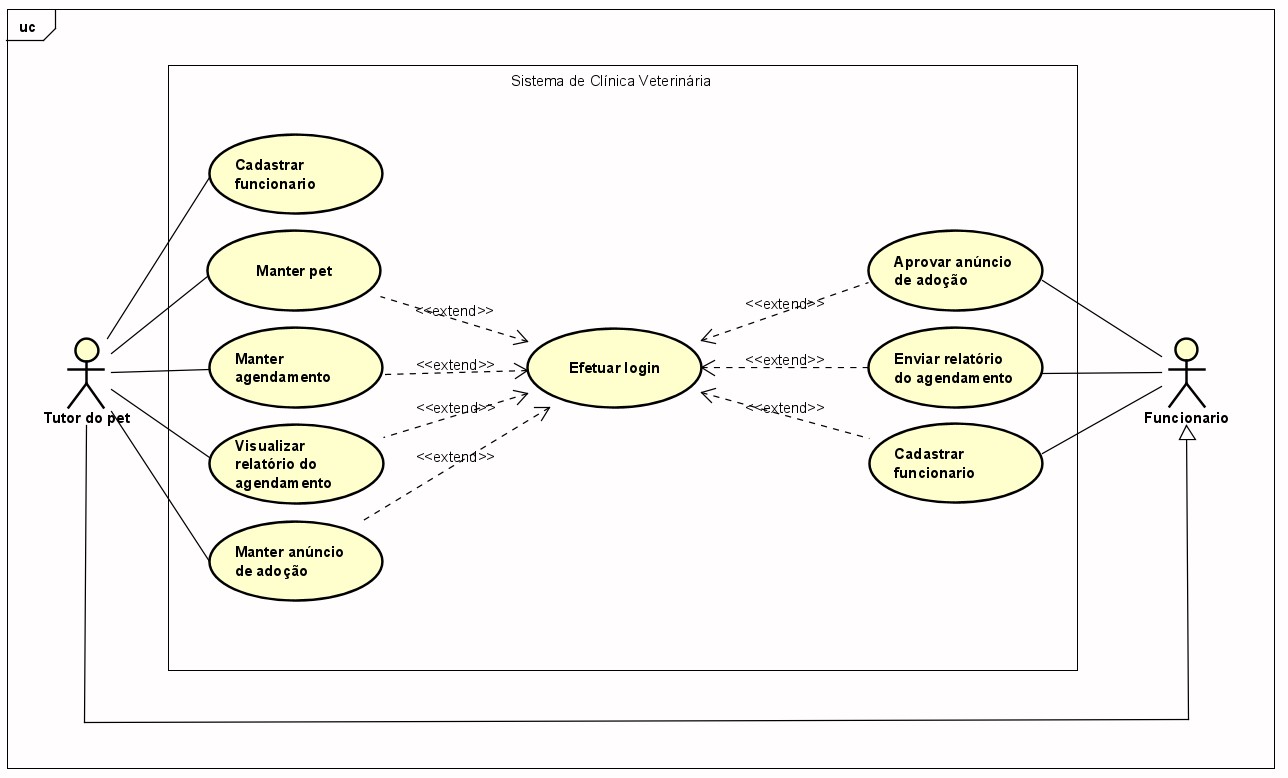 uc
Sistema de Clínica Veterinária
Cadastrar
funcionario
Manter pet
<<extend>>
Manter
agendamento
<<extend>>
Visualizar
relatório do
agendamento
<<extend>>
Manter anúncio
de adoção
<<extend>>
Tutor do pet
Efetuar login
Aprovar anúncio
de adoção
<<extend>>
Enviar relatório
do agendamento
<<extend>>
Cadastrar
funcionario
<<extend>>
Funcionario